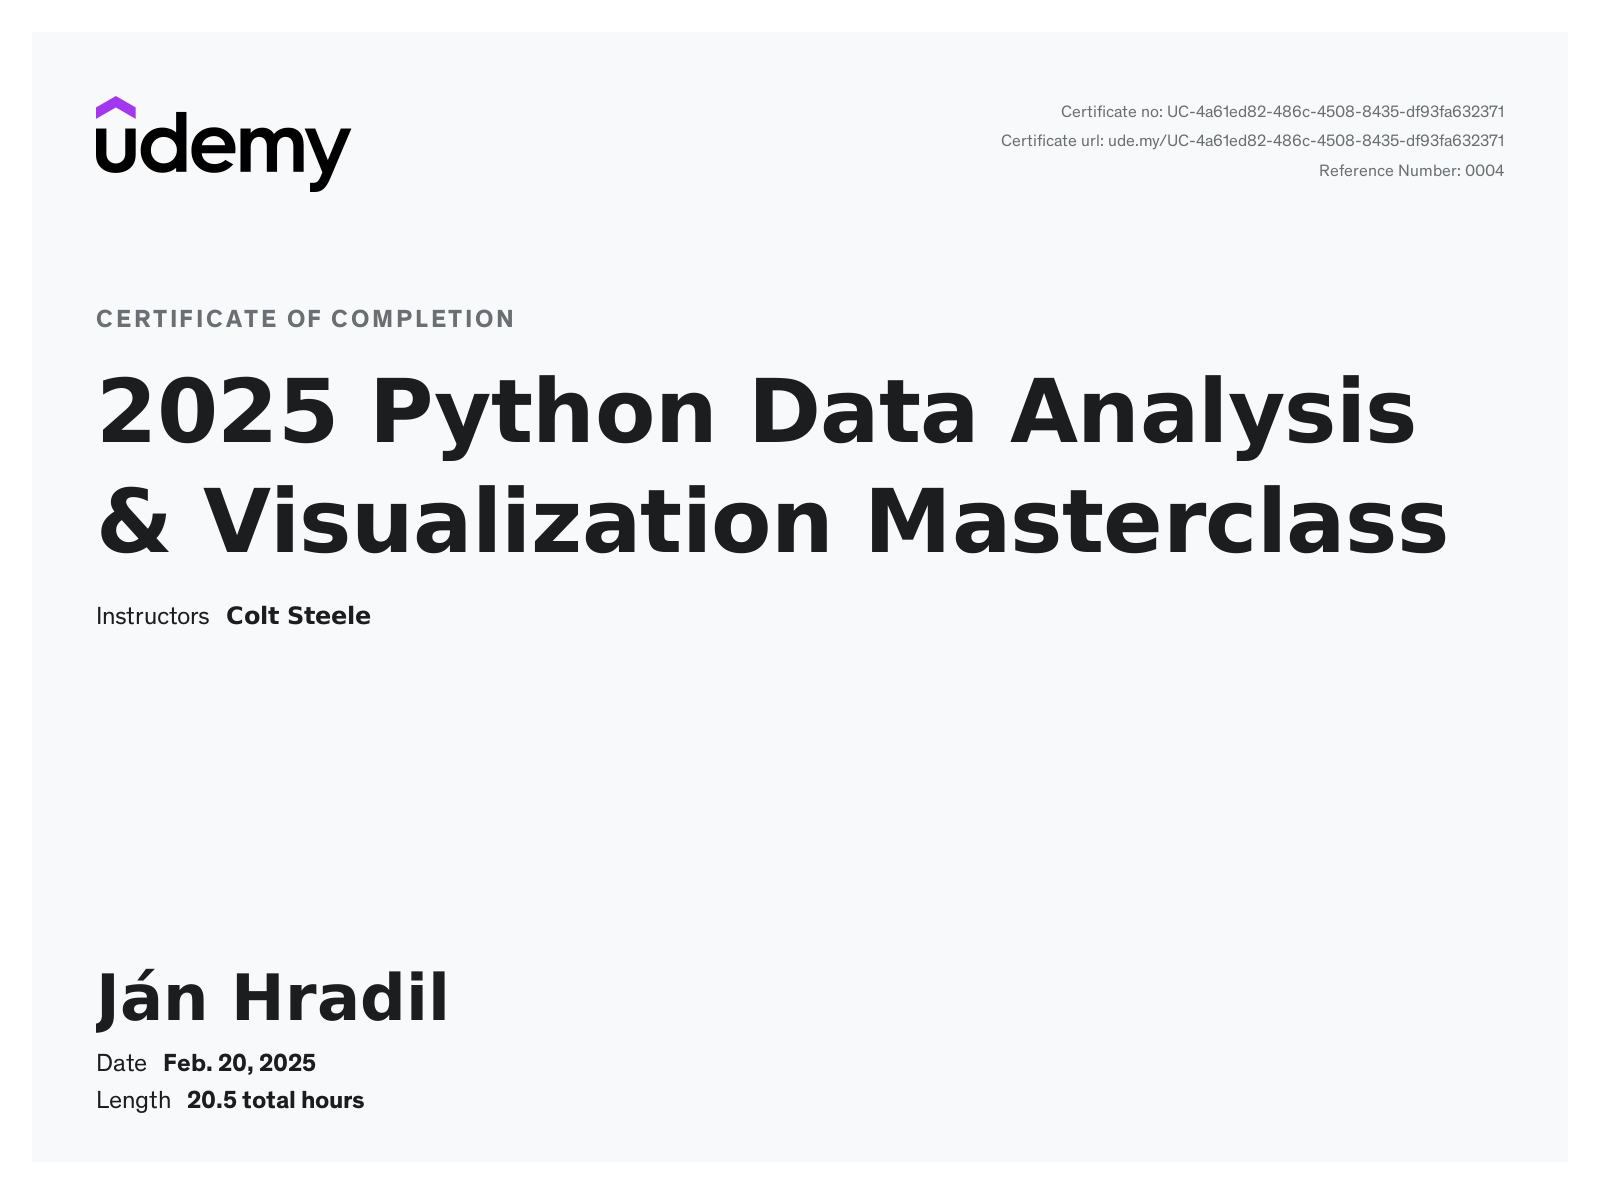 udemy
Certificate no: UC-4a61ed82-486c-4508-8435-df93fa632371
Certificate url: ude.my/UC-4a61ed82-486c-4508-8435-df93fa632371
Reference Number: 0004
CERTIFICATE OF COMPLETION
2025 Python Data Analysis
& Visualization Masterclass
Instructors Colt Steele
Ján Hradil
Date Feb. 20, 2025
Length 20.5 total hours